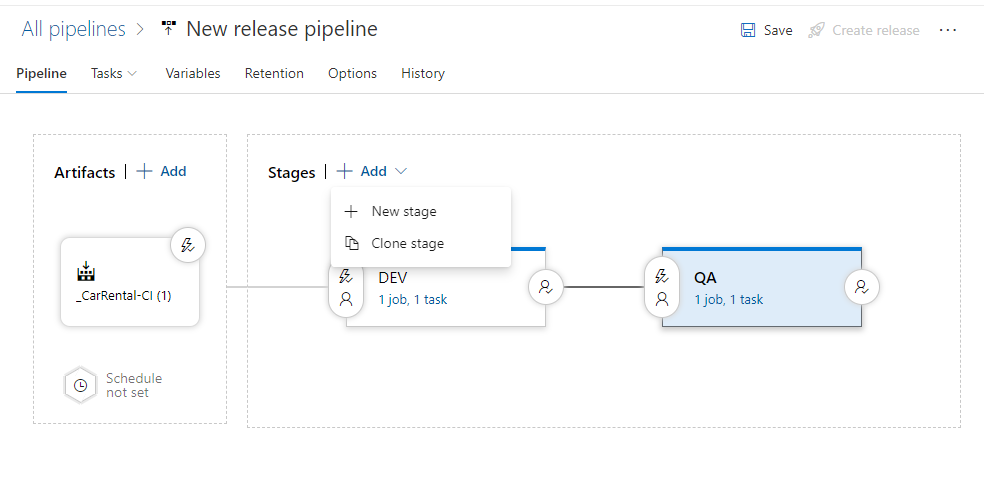 All pipelines > New release pipeline
Save
Create release
...
Pipeline
Tasks
Variables
Retention
Options
History
Artifacts | + Add
Stages | + Add
New stage
Clone stage
_CarRental-CI (1)
DEV
1 job, 1 task
QA
1 job, 1 task
Schedule
not set